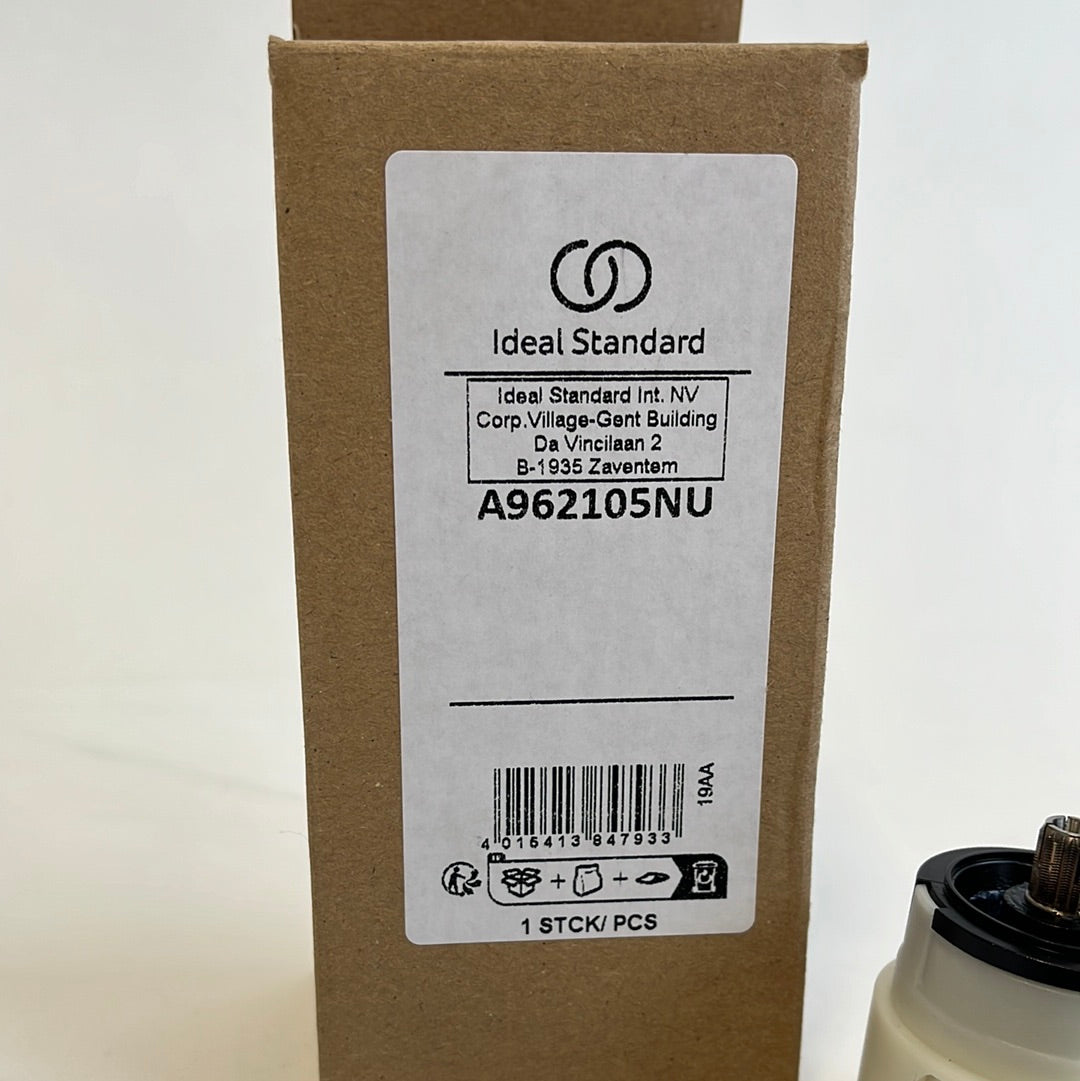 Ideal Standard
Ideal Standard Int. NV
Corp.Village-Gent Building
Da Vincilaan 2
B-1935 Zaventem
A962105NU
19AA
4 015413 847933
1 STCK/ PCS